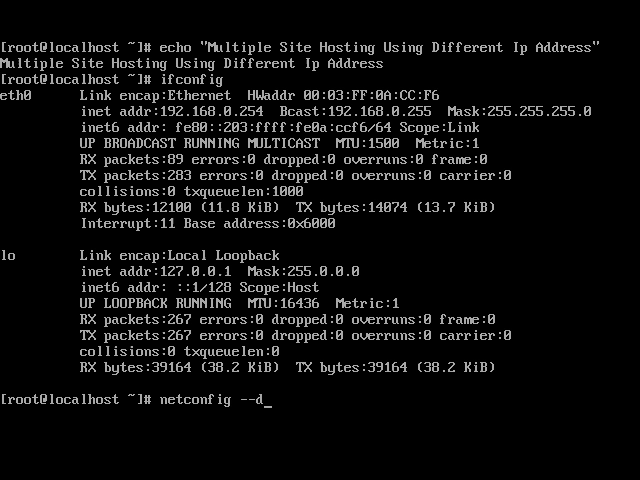 [root@localhost ~]# echo "Multiple Site Hosting Using Different Ip Address"
Multiple Site Hosting Using Different Ip Address
[root@localhost ~]# ifconfig
eth0      Link encap:Ethernet  HWaddr 00:03:FF:0A:CC:F6
          inet addr:192.168.0.254  Bcast:192.168.0.255  Mask:255.255.255.0
          inet6 addr: fe80::203:ffff:fe0a:ccf6/64 Scope:Link
          UP BROADCAST RUNNING MULTICAST  MTU:1500  Metric:1
          RX packets:89 errors:0 dropped:0 overruns:0 frame:0
          TX packets:283 errors:0 dropped:0 overruns:0 carrier:0
          collisions:0 txqueuelen:1000
          RX bytes:12100 (11.8 KiB)  TX bytes:14074 (13.7 KiB)
          Interrupt:11 Base address:0x6000
lo        Link encap:Local Loopback
          inet addr:127.0.0.1  Mask:255.0.0.0
          inet6 addr: ::1/128 Scope:Host
          UP LOOPBACK RUNNING  MTU:16436  Metric:1
          RX packets:267 errors:0 dropped:0 overruns:0 frame:0
          TX packets:267 errors:0 dropped:0 overruns:0 carrier:0
          collisions:0 txqueuelen:0
          RX bytes:39164 (38.2 KiB)  TX bytes:39164 (38.2 KiB)
[root@localhost ~]# netconfig --d_